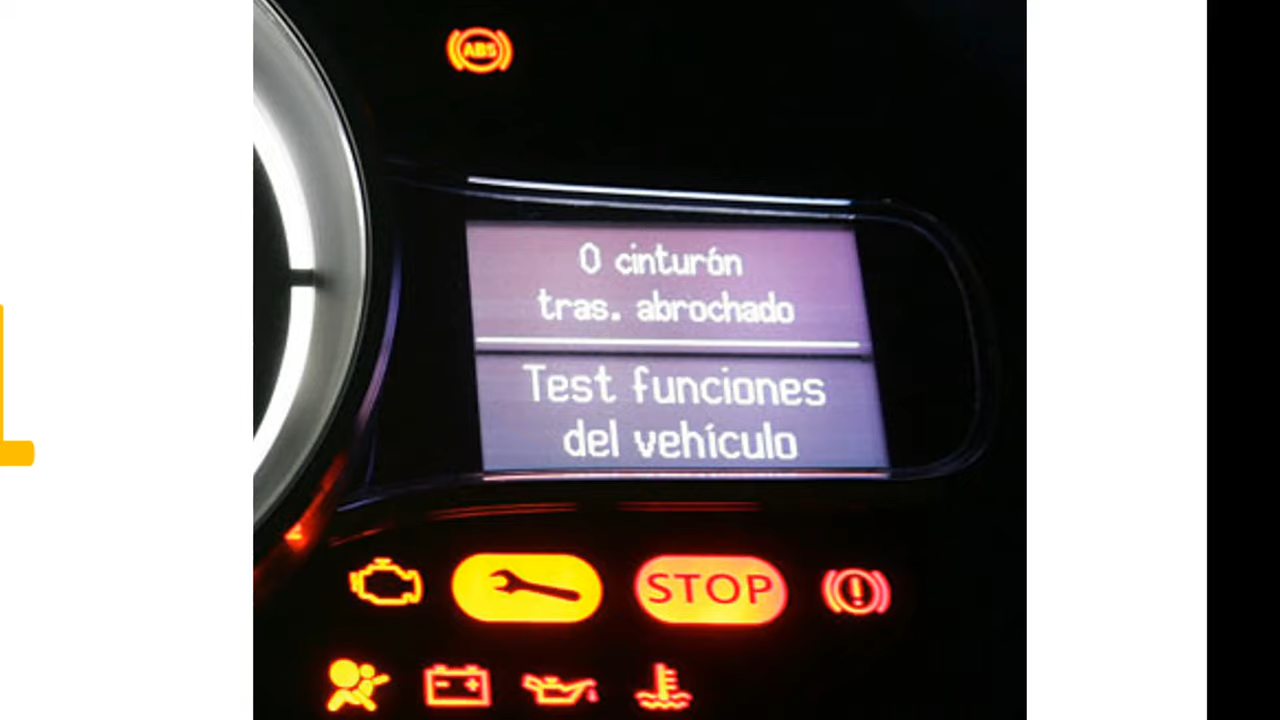 ABS
0 cinturón
tras. abrochado
Test funciones
del vehículo
STOP